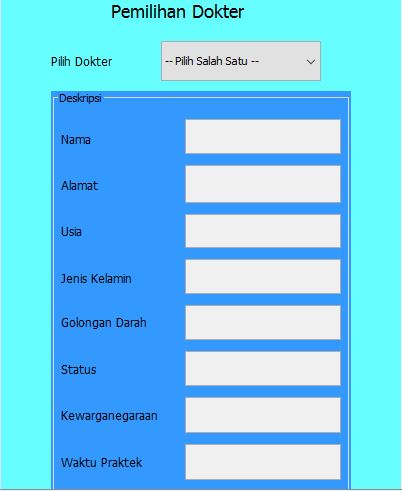 Pemilihan Dokter
Pilih Dokter
-- Pilih Salah Satu --
Deskripsi
Nama
Alamat
Usia
Jenis Kelamin
Golongan Darah
Status
Kewarganegaraan
Waktu Praktek